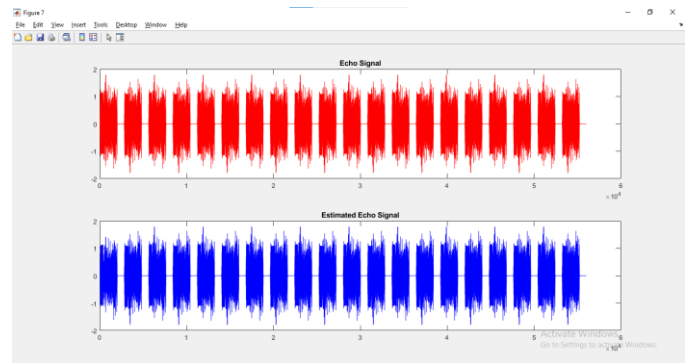 Figure 7
File Edit View Insert Tools Desktop Window Help
Echo Signal
2
1
0
-1
-2
0 1 2 3 4 5 6
×10⁴
Estimated Echo Signal
2
1
0
-1
-2
0 1 2 3 4 5 6
×10⁴
Activate Windows
Go to Settings to activate Windows.